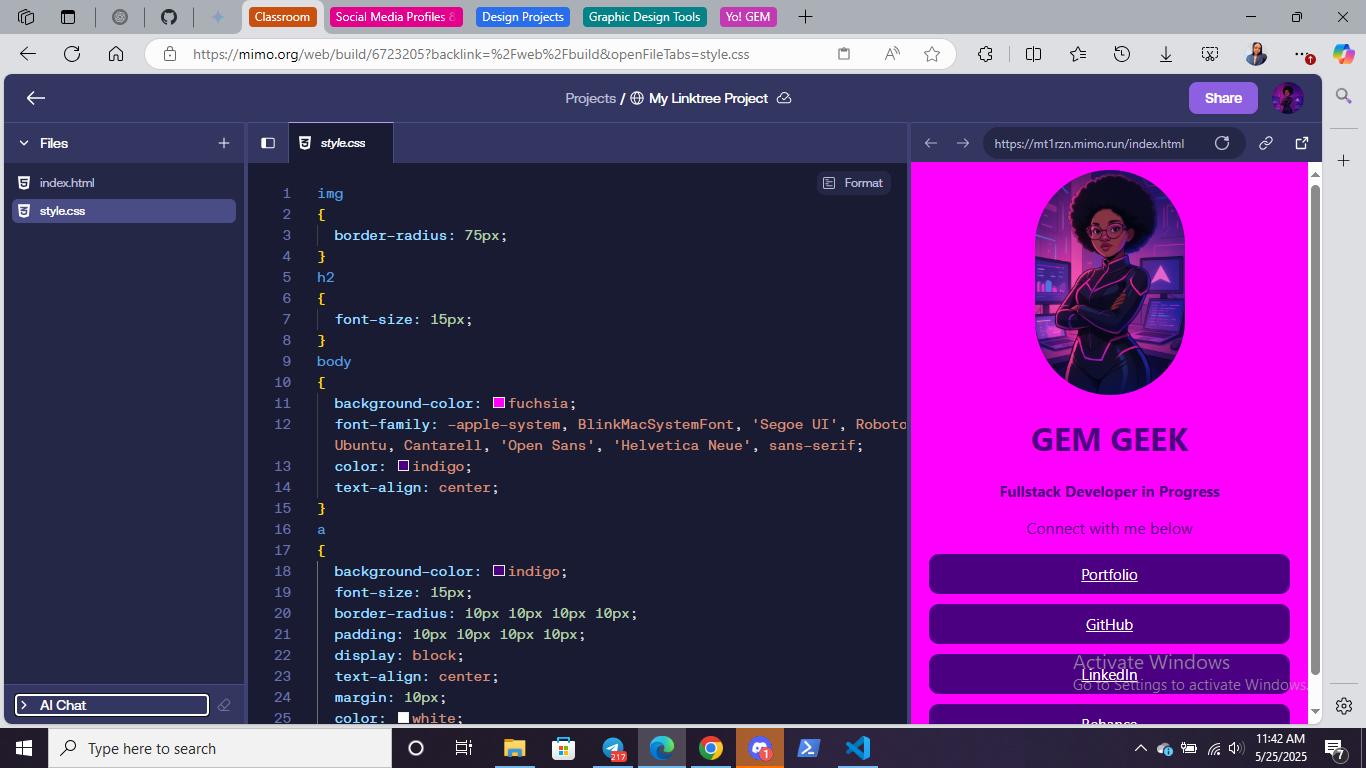 Classroom
Social Media Profiles &
Design Projects
Graphic Design Tools
Yo! GEM
https://mimo.org/web/build/6723205?backlink=%2Fweb%2Fbuild&openFileTabs=style.css
Projects / My Linktree Project
Share
Files
style.css
https://mt1rzn.mimo.run/index.html
index.html
style.css
Format
1 img
2 {
3 border-radius: 75px;
4 }
5 h2
6 {
7 font-size: 15px;
8 }
9 body
10 {
11 background-color: fuchsia;
12 font-family: -apple-system, BlinkMacSystemFont, 'Segoe UI', Roboto
Ubuntu, Cantarell, 'Open Sans', 'Helvetica Neue', sans-serif;
13 color: indigo;
14 text-align: center;
15 }
16 a
17 {
18 background-color: indigo;
19 font-size: 15px;
20 border-radius: 10px 10px 10px 10px;
21 padding: 10px 10px 10px 10px;
22 display: block;
23 text-align: center;
24 margin: 10px;
25 color: white;
GEM GEEK
Fullstack Developer in Progress
Connect with me below
Portfolio
GitHub
LinkedIn
Behance
Activate Windows
Go to Settings to activate Windows.
AI Chat
Type here to search
217
1
11:42 AM
5/25/2025
7